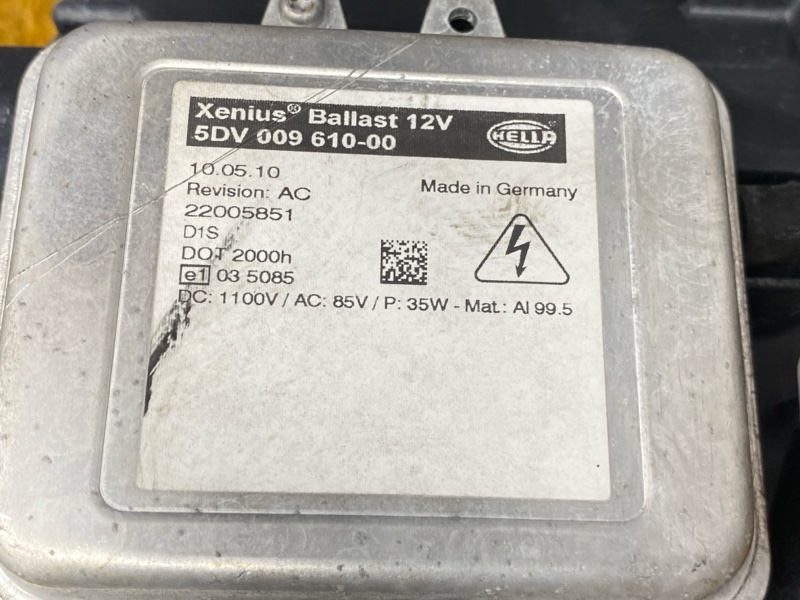 Xenius® Ballast 12V
5DV 009 610-00
HELLA
10.05.10
Revision: AC
Made in Germany
22005851
D1S
DOT 2000h
e1 03 5085
DC: 1100V / AC: 85V / P: 35W - Mat.: Al 99.5